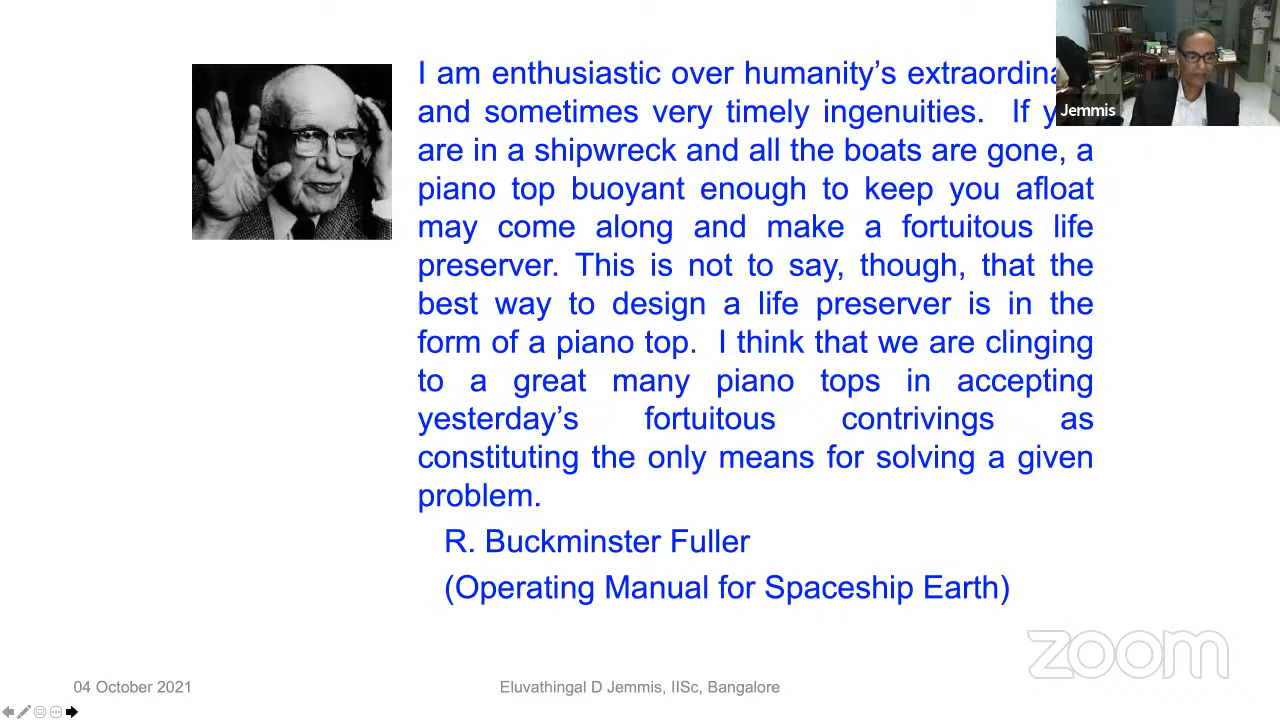 I am enthusiastic over humanity's
and sometimes very timely ingenuities. If
are in a shipwreck and all the boats are gone, a
piano top buoyant enough to keep you afloat
may come along and make a fortuitous life
preserver. This is not to say, though, that the
best way to design a life preserver is in the
form of a piano top. I think that we are clinging
to a great many piano tops in accepting
yesterday's fortuitous contrivings as
constituting the only means for solving a given
problem.
R. Buckminster Fuller
(Operating Manual for Spaceship Earth)
Jemmis
zoom
04 October 2021
Eluvathingal D Jemmis, IISc, Bangalore